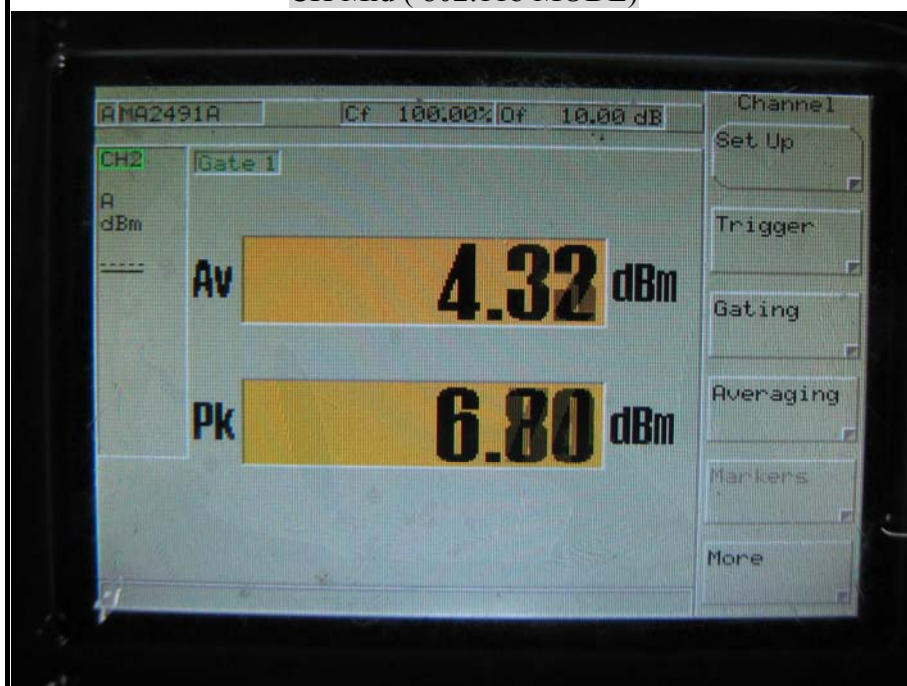 A MA2491A Cf 100.00% Of 10.00 dB
Channel
Set Up
CH2 Gate 1
A
dBm
-----
Trigger
Av 4.32 dBm
Gating
Averaging
Pk 6.80 dBm
Markers
More